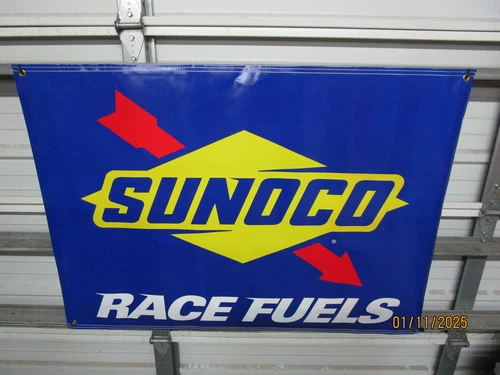 SUNOCO
®
RACE FUELS
01/11/2025